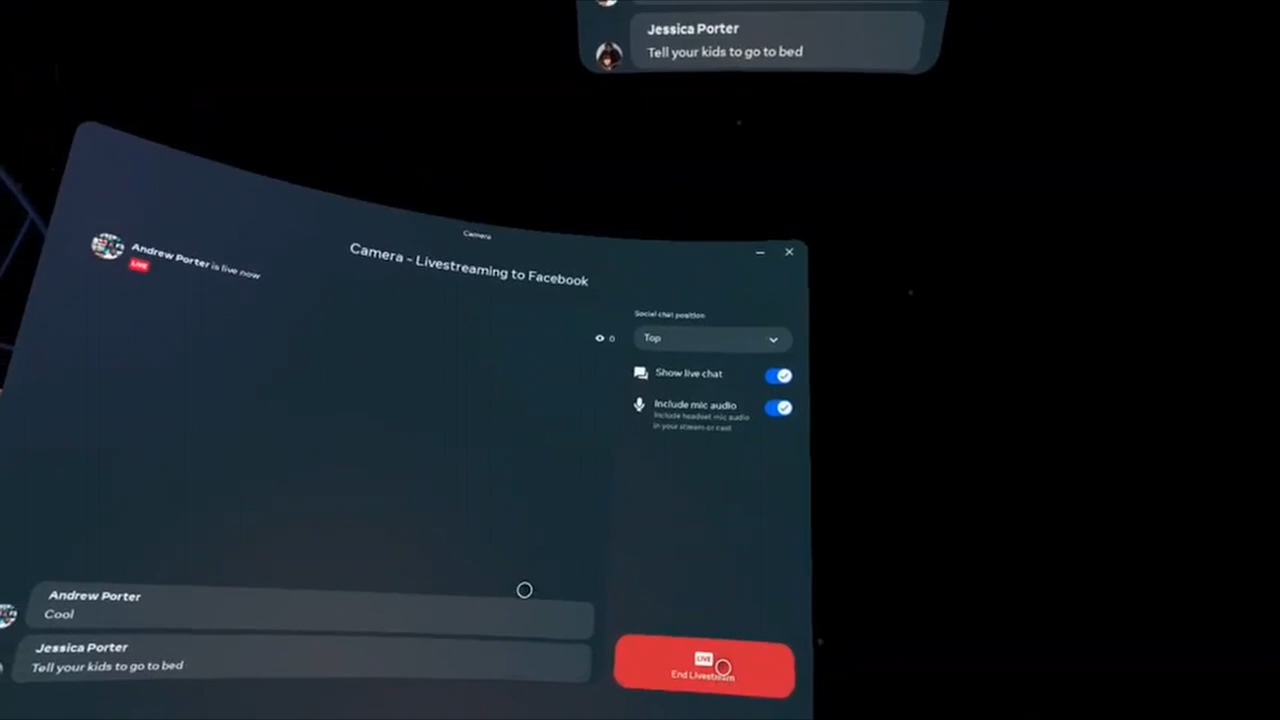 Jessica Porter
Tell your kids to go to bed
Camera
Camera - Livestreaming to Facebook
Andrew Porter is live now
LIVE
Social chat position
0
Top
Show live chat
Include mic audio
Include headset mic audio
in your stream or cast
Andrew Porter
Cool
Jessica Porter
Tell your kids to go to bed
LIVE
End Livestream